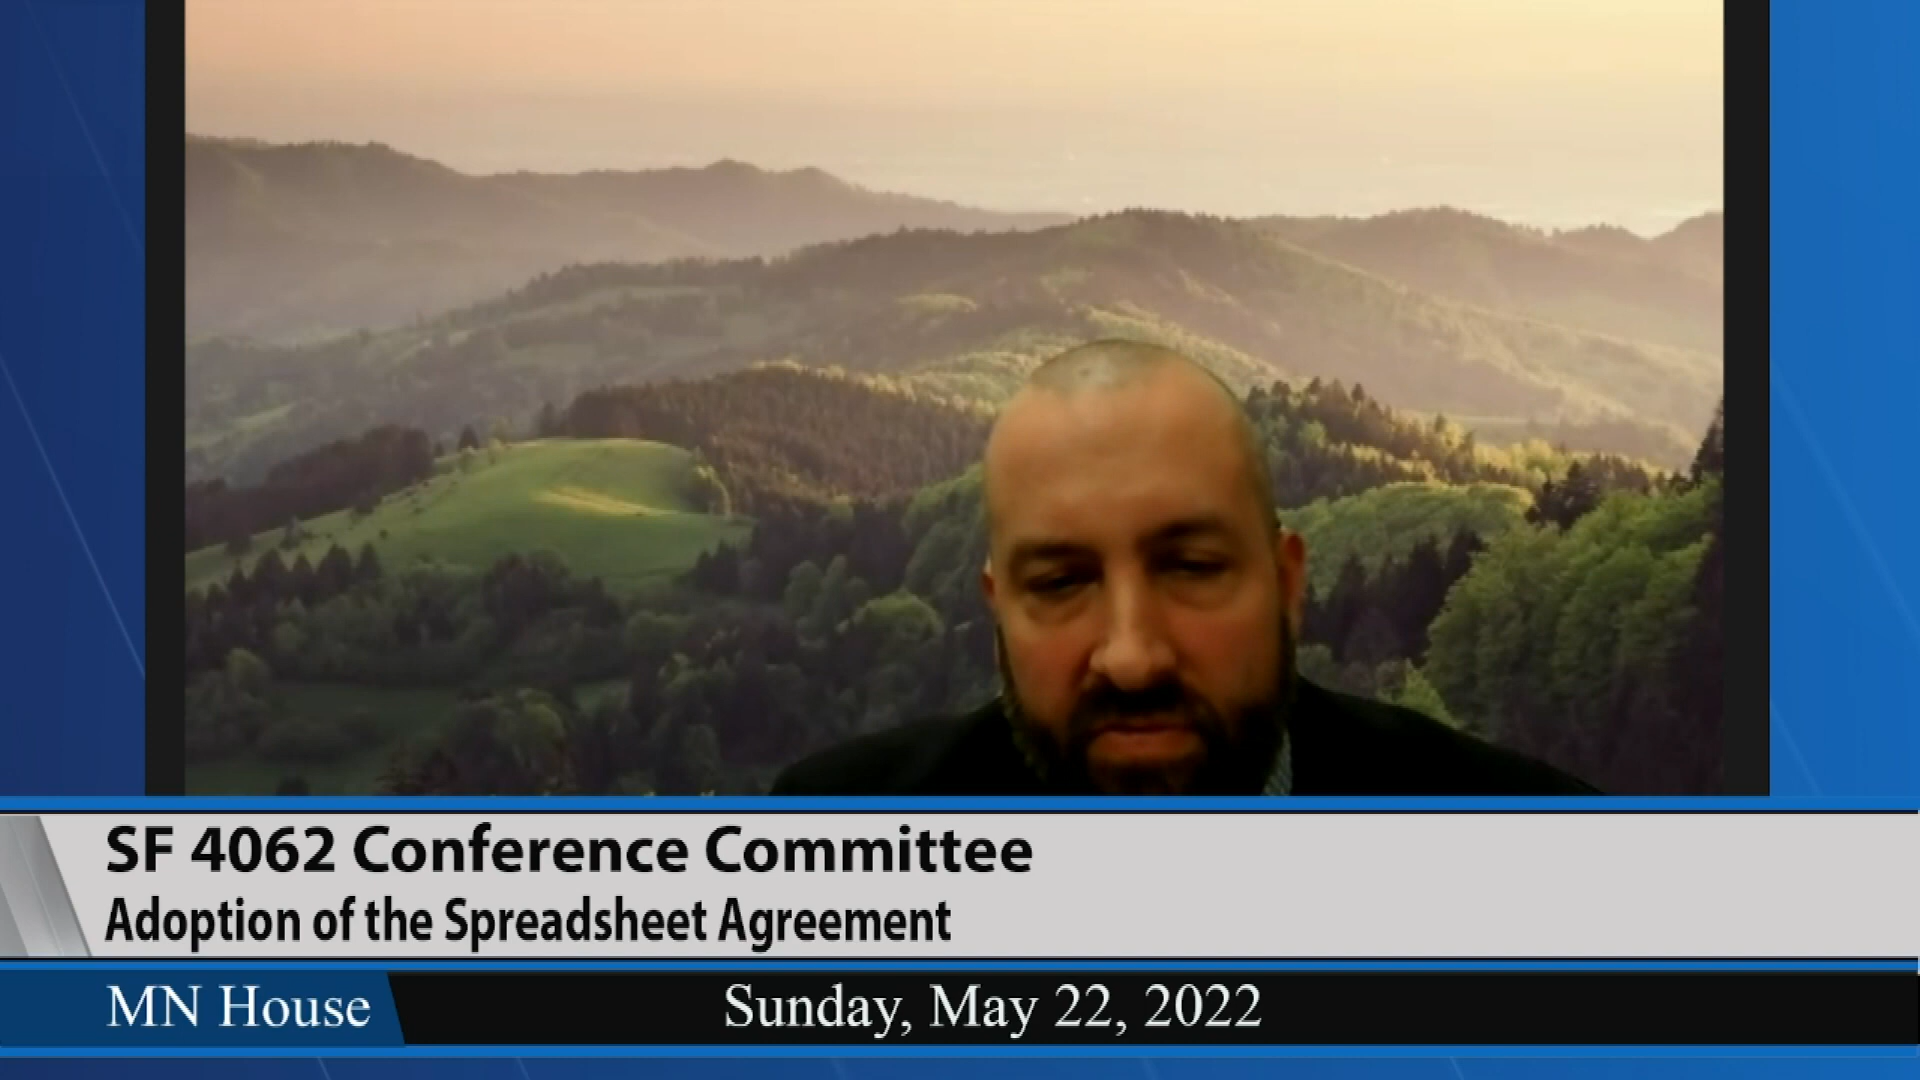 SF 4062 Conference Committee
Adoption of the Spreadsheet Agreement
MN House
Sunday, May 22, 2022